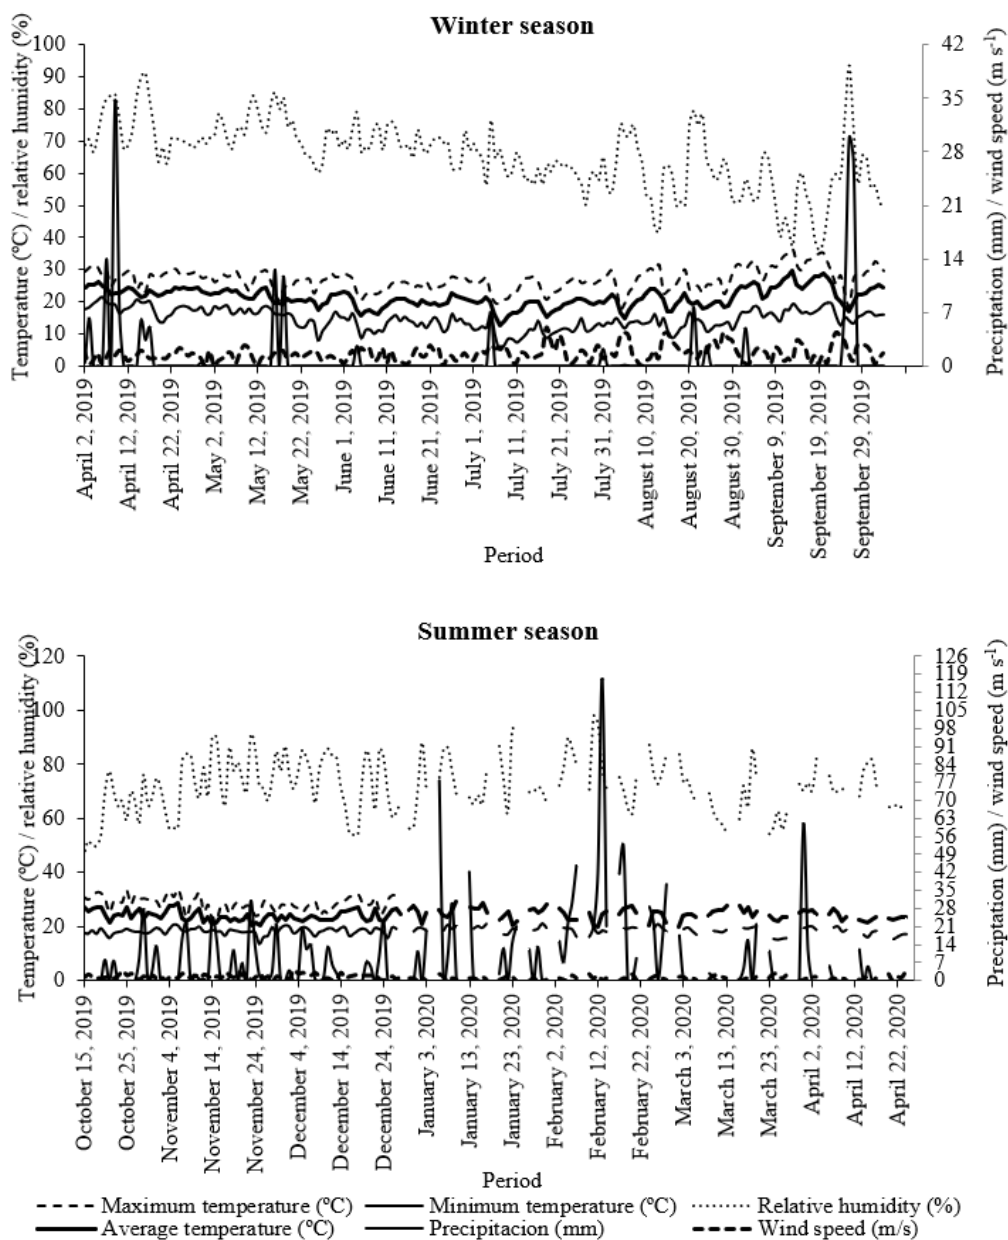 Winter season
Temperature (ºC) / relative humidity (%)
100
90
80
70
60
50
40
30
20
10
0
42
35
28
21
14
7
0
Preciptation (mm) / wind speed (m s⁻¹)
April 2, 2019
April 12, 2019
April 22, 2019
May 2, 2019
May 12, 2019
May 22, 2019
June 1, 2019
June 11, 2019
June 21, 2019
July 1, 2019
July 11, 2019
July 21, 2019
July 31, 2019
August 10, 2019
August 20, 2019
August 30, 2019
September 9, 2019
September 19, 2019
September 29, 2019
Period
Summer season
Temperature (ºC) / relative humidity (%)
120
100
80
60
40
20
0
126
119
112
105
98
91
84
77
70
63
56
49
42
35
28
21
14
7
0
Preciptation (mm) / wind speed (m s⁻¹)
October 15, 2019
October 25, 2019
November 4, 2019
November 14, 2019
November 24, 2019
December 4, 2019
December 14, 2019
December 24, 2019
January 3, 2020
January 13, 2020
January 23, 2020
February 2, 2020
February 12, 2020
February 22, 2020
March 3, 2020
March 13, 2020
March 23, 2020
April 2, 2020
April 12, 2020
April 22, 2020
Period
Maximum temperature (ºC) Minimum temperature (ºC) Relative humidity (%)
Average temperature (ºC) Precipitacion (mm) Wind speed (m/s)